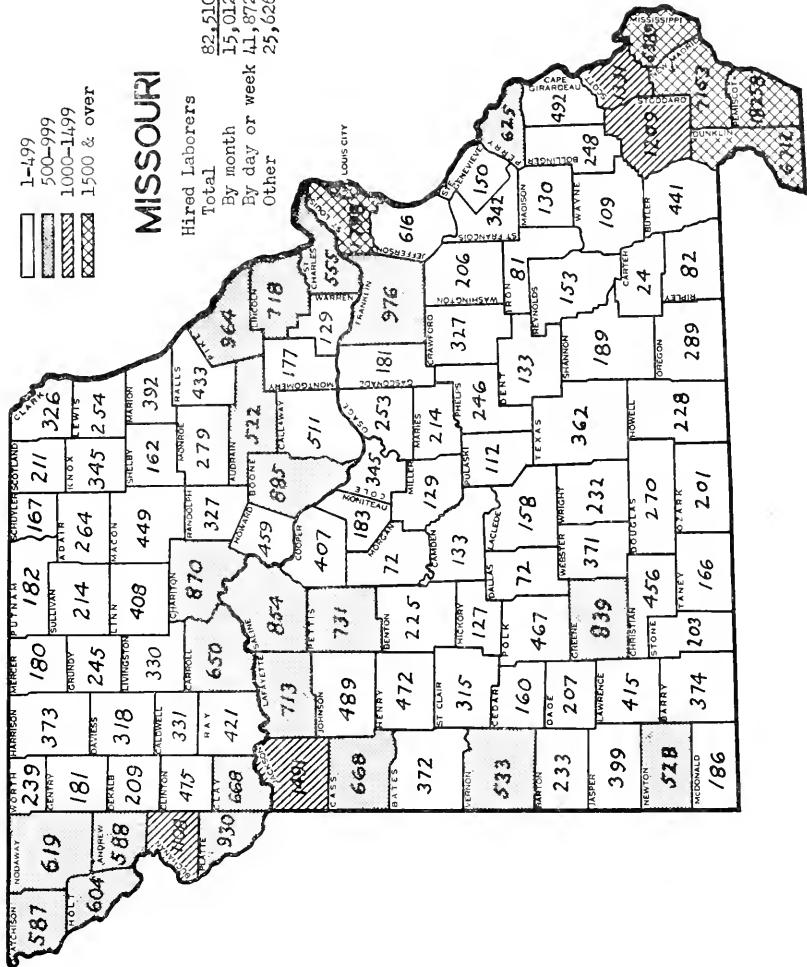 1-499
500-999
1000-1499
1500 & over
MISSOURI
Hired Laborers
Total 82,510
By month 15,012
By day or week 41,872
Other 25,626
ATCHISON
587
NODAWAY
619
HOLT
604
ANDREW
588
WORTH
239
GENTRY
181
DEKALB
209
BUCHANAN
CLINTON
475
PLATTE
930
CLAY
668
HARRISON
373
DAVIESS
318
CALDWELL
331
RAY
421
MERCER
180
GRUNDY
245
LIVINGSTON
330
CARROLL
650
PUTNAM
182
SULLIVAN
214
LINN
408
CHARITON
870
SCHUYLER
167
ADAIR
264
MACON
449
RANDOLPH
327
HOWARD
459
SCOTLAND
211
KNOX
345
SHELBY
162
MONROE
279
AUDRAIN
522
BOONE
885
CALLAWAY
511
CLARK
326
LEWIS
254
MARION
392
RALLS
433
PIKE
964
LINCOLN
718
MONTGOMERY
177
WARREN
129
ST CHARLES
555
ST LOUIS
LOUIS CITY
JACKSON
1491
LAFAYETTE
713
SALINE
854
CASS
668
JOHNSON
489
PETTIS
731
COOPER
407
MONITEAU
183
COLE
345
OSAGE
253
GASCONADE
181
FRANKLIN
976
JEFFERSON
616
BATES
372
HENRY
472
BENTON
225
MORGAN
72
MILLER
129
MARIES
214
CRAWFORD
327
WASHINGTON
206
ST FRANCOIS
342
STE GENEVIEVE
150
PERRY
625
VERNON
533
ST CLAIR
315
HICKORY
127
CAMDEN
133
PULASKI
112
PHELPS
246
DENT
133
IRON
81
MADISON
130
BOLLINGER
248
CAPE GIRARDEAU
492
BARTON
233
CEDAR
160
POLK
467
DALLAS
72
LACLEDE
158
TEXAS
362
REYNOLDS
153
WAYNE
109
SCOTT
1331
MISSISSIPPI
JASPER
399
DADE
207
GREENE
839
WEBSTER
371
WRIGHT
232
SHANNON
189
CARTER
24
BUTLER
441
STODDARD
1209
MADRID
7163
NEWTON
528
LAWRENCE
415
CHRISTIAN
456
DOUGLAS
270
HOWELL
228
OREGON
289
RIPLEY
82
DUNKLIN
6712
PEMISCOT
18258
MCDONALD
186
BARRY
374
STONE
203
TANEY
166
OZARK
201